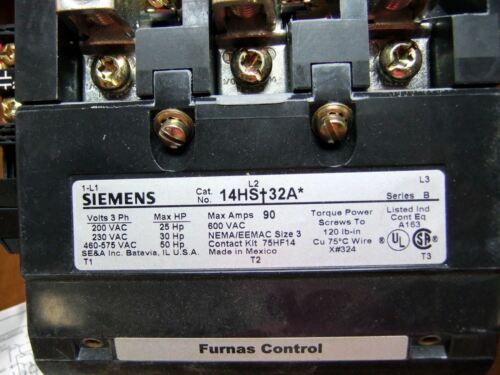 1-L1 L2 L3
SIEMENS Cat. No. 14HS†32A* Series B
Volts 3 Ph Max HP Max Amps 90 Torque Power Listed Ind
200 VAC 25 Hp 600 VAC Screws To Cont Eq
230 VAC 30 Hp NEMA/EEMAC Size 3 120 lb-in A163
460-575 VAC 50 Hp Contact Kit 75HF14 Cu 75°C Wire ® UL ® SA
SE&A Inc. Batavia, IL U.S.A. Made in Mexico X#324
T1 T2 T3
Furnas Control